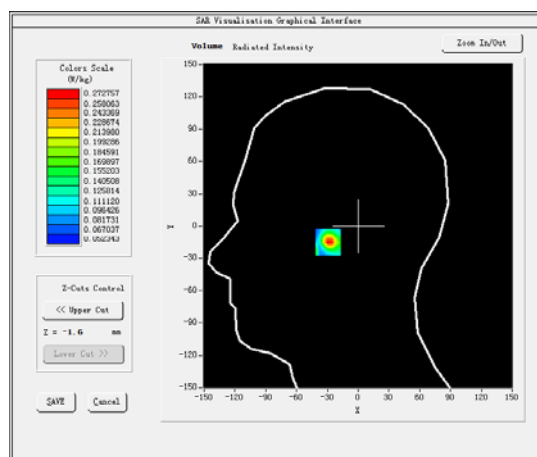 SAR Visualisation Graphical Interface
Volume Radiated Intensity
Zoom In/Out
Colors Scale
(W/kg)
0.272757
0.258063
0.243369
0.228674
0.213980
0.199286
0.184591
0.169897
0.155203
0.140508
0.125814
0.111120
0.096426
0.081731
0.067037
0.052343
150
120
90
60
30
0
-30
-60
-90
-120
-150
Y
-150 -120 -90 -60 -30 0 30 60 90 120 150
X
Z-Cuts Control
<< Upper Cut
Z = -1.6 mm
Lower Cut >>
SAVE Cancel